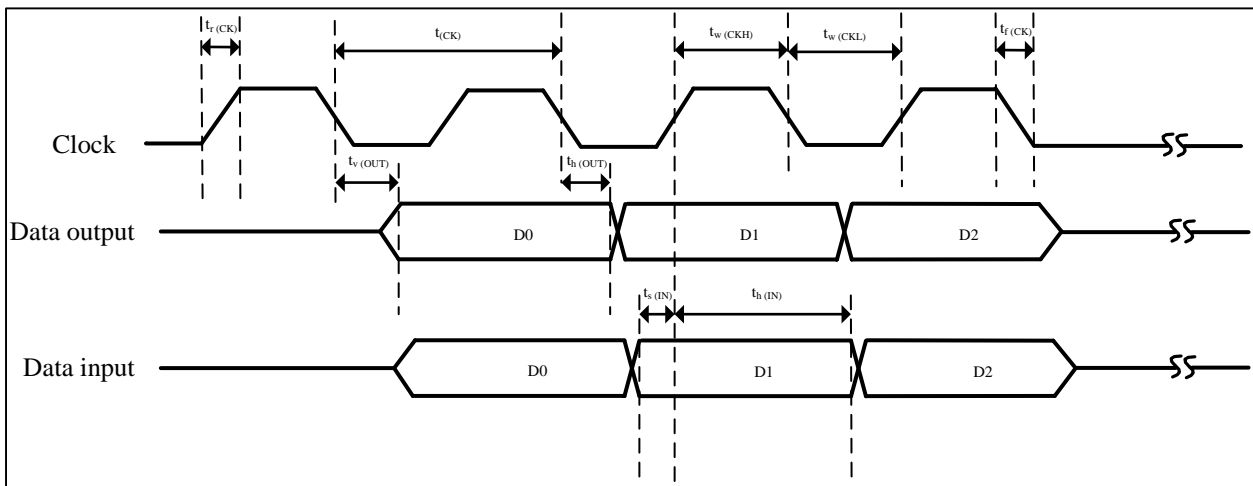 tr (CK)
t(CK)
tw (CKH)
tw (CKL)
tf (CK)
Clock
tv (OUT)
th (OUT)
Data output
D0
D1
D2
ts (IN)
th (IN)
Data input
D0
D1
D2